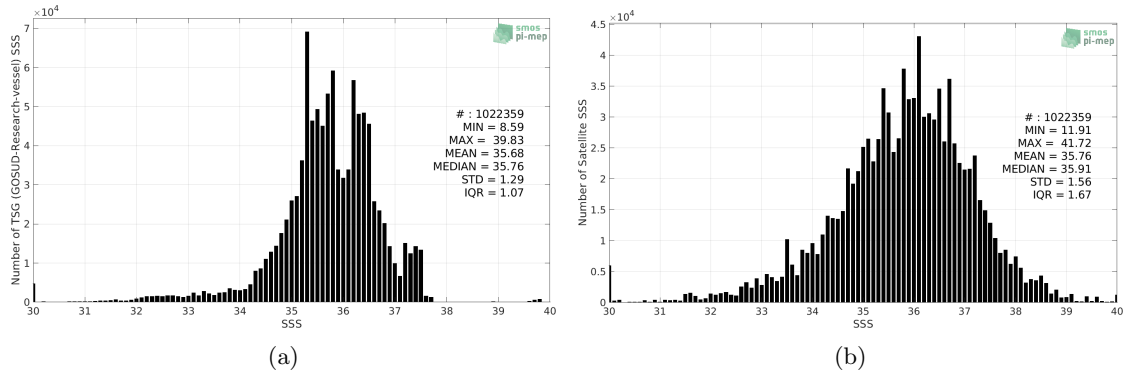 ×10⁴
7
6
5
4
3
2
1
0
Number of TSG (GOSUD-Research-vessel) SSS
smos
pi-mep
# : 1022359
MIN = 8.59
MAX = 39.83
MEAN = 35.68
MEDIAN = 35.76
STD = 1.29
IQR = 1.07
30 31 32 33 34 35 36 37 38 39 40
SSS
(a)
×10⁴
4.5
4
3.5
3
2.5
2
1.5
1
0.5
0
Number of Satellite SSS
smos
pi-mep
# : 1022359
MIN = 11.91
MAX = 41.72
MEAN = 35.76
MEDIAN = 35.91
STD = 1.56
IQR = 1.67
30 31 32 33 34 35 36 37 38 39 40
SSS
(b)